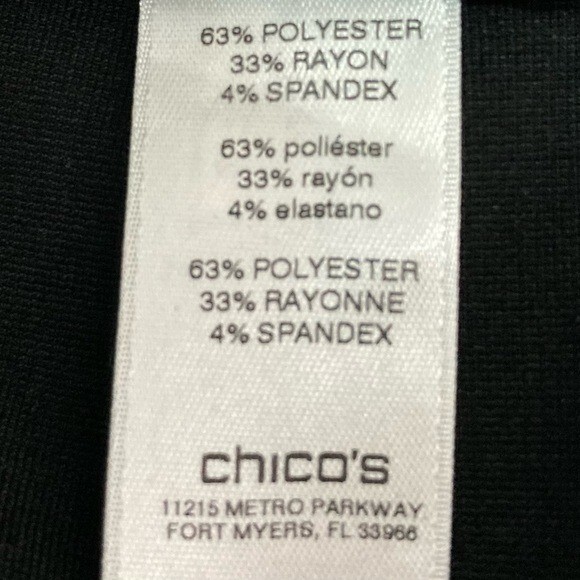 63% POLYESTER
33% RAYON
4% SPANDEX
63% poliéster
33% rayón
4% elastano
63% POLYESTER
33% RAYONNE
4% SPANDEX
chico's
11215 METRO PARKWAY
FORT MYERS, FL 33966